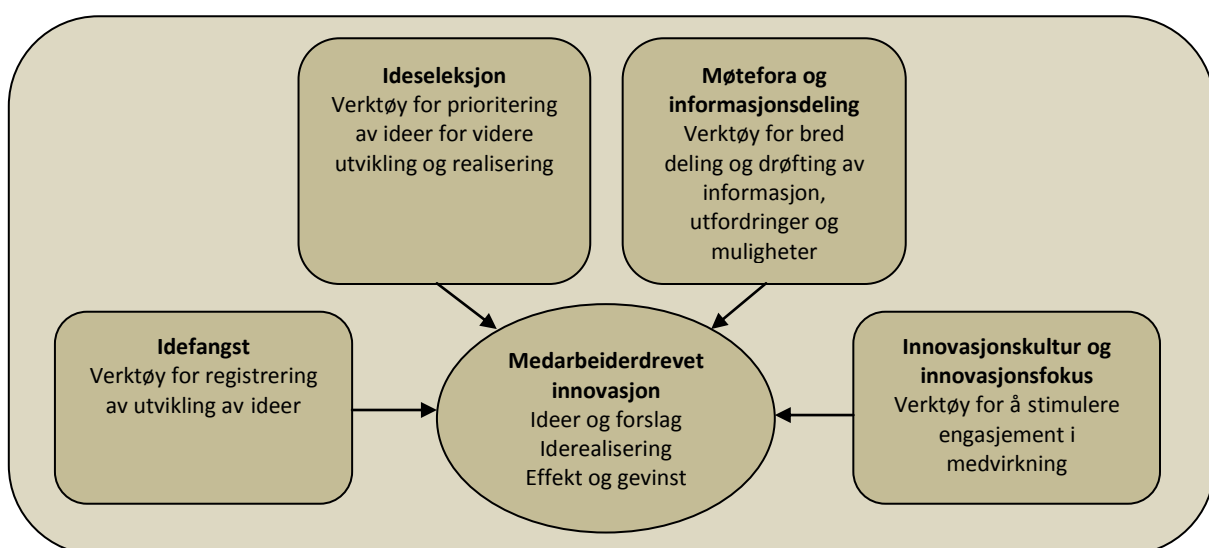 Ideseleksjon
Verktøy for prioritering
av ideer for videre
utvikling og realisering
Møtefora og
informasjonsdeling
Verktøy for bred
deling og drøfting av
informasjon,
utfordringer og
muligheter
Idefangst
Verktøy for registrering
av utvikling av ideer
Medarbeiderdrevet
innovasjon
Ideer og forslag
Iderealisering
Effekt og gevinst
Innovasjonskultur og
innovasjonsfokus
Verktøy for å stimulere
engasjement i
medvirkning